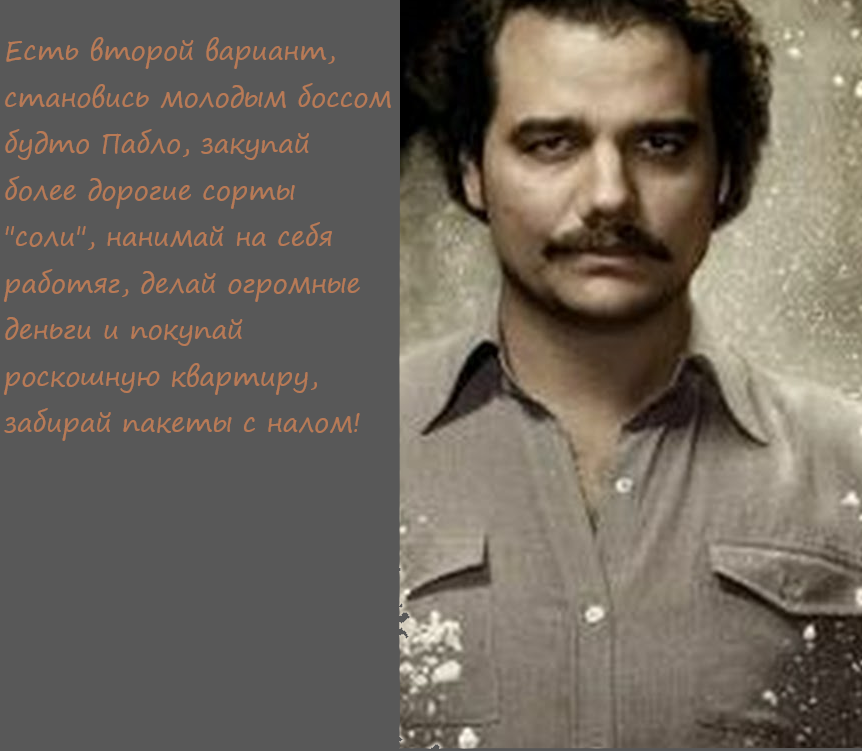 Есть второй вариант,
становись молодым боссом
будто Пабло, закупай
более дорогие сорты
"соли", нанимай на себя
работяг, делай огромные
деньги и покупай
роскошную квартиру,
забирай пакеты с налом!